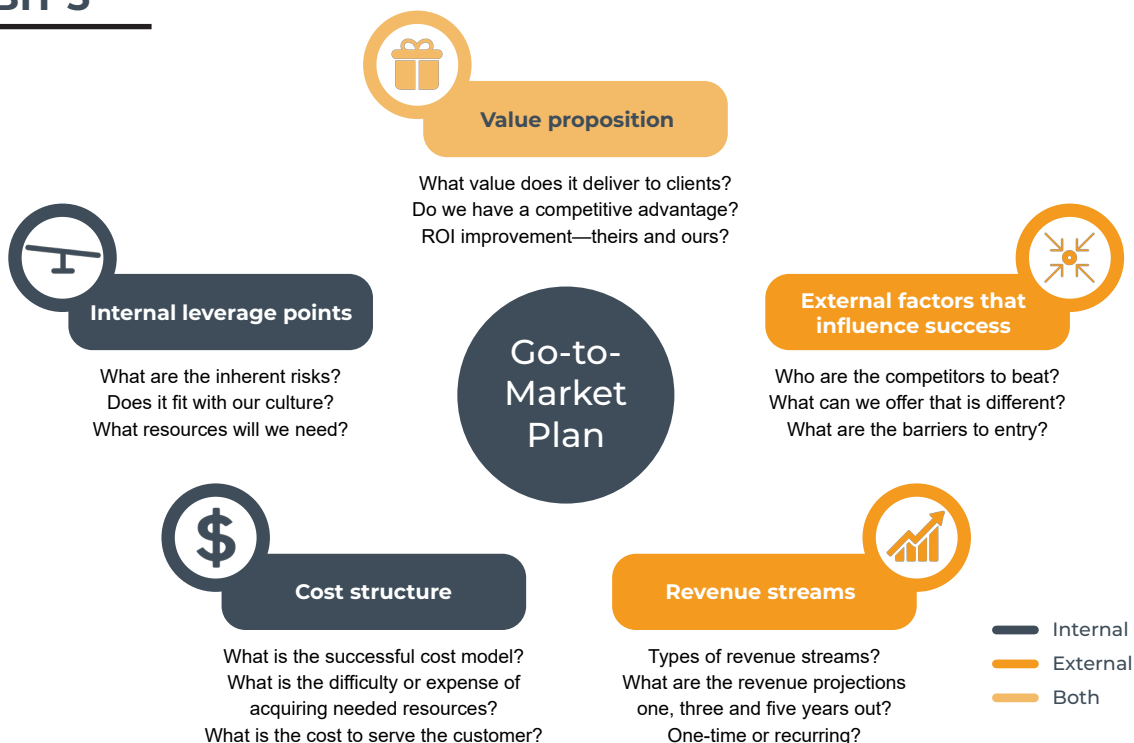 Value proposition
What value does it deliver to clients?
Do we have a competitive advantage?
ROI improvement—theirs and ours?
Internal leverage points
What are the inherent risks?
Does it fit with our culture?
What resources will we need?
Go-to-
Market
Plan
External factors that
influence success
Who are the competitors to beat?
What can we offer that is different?
What are the barriers to entry?
$
Cost structure
What is the successful cost model?
What is the difficulty or expense of
acquiring needed resources?
What is the cost to serve the customer?
Revenue streams
Types of revenue streams?
What are the revenue projections
one, three and five years out?
One-time or recurring?
Internal
External
Both